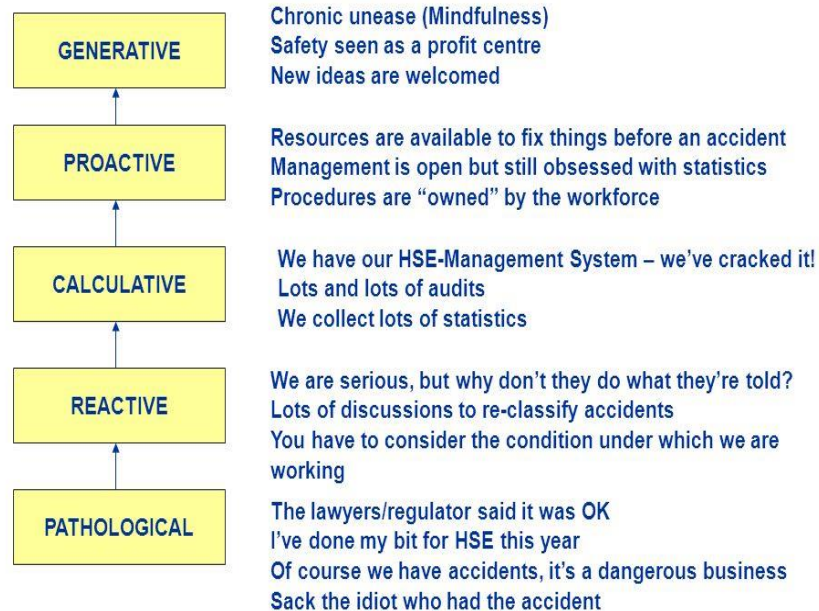 GENERATIVE
Chronic unease (Mindfulness)
Safety seen as a profit centre
New ideas are welcomed
PROACTIVE
Resources are available to fix things before an accident
Management is open but still obsessed with statistics
Procedures are “owned” by the workforce
CALCULATIVE
We have our HSE-Management System – we’ve cracked it!
Lots and lots of audits
We collect lots of statistics
REACTIVE
We are serious, but why don’t they do what they’re told?
Lots of discussions to re-classify accidents
You have to consider the condition under which we are
working
PATHOLOGICAL
The lawyers/regulator said it was OK
I’ve done my bit for HSE this year
Of course we have accidents, it’s a dangerous business
Sack the idiot who had the accident